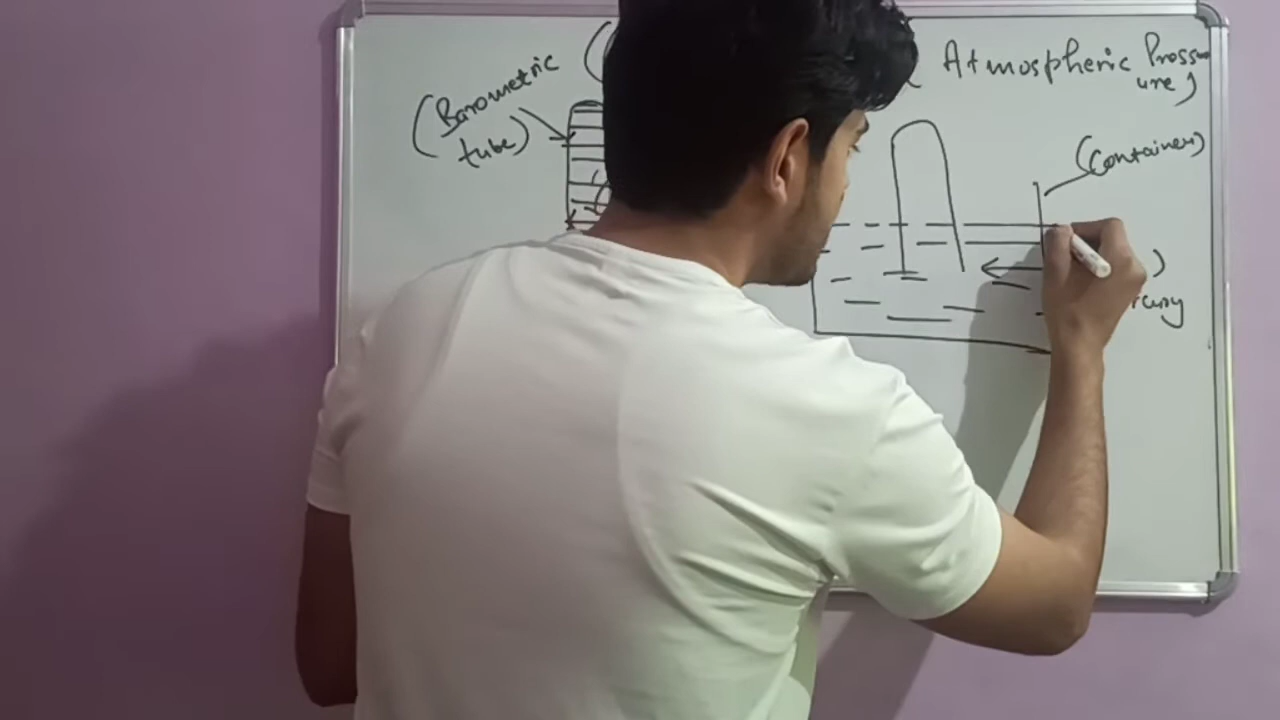 (Barometric
tube)
Atmospheric Pressure)
(Container)